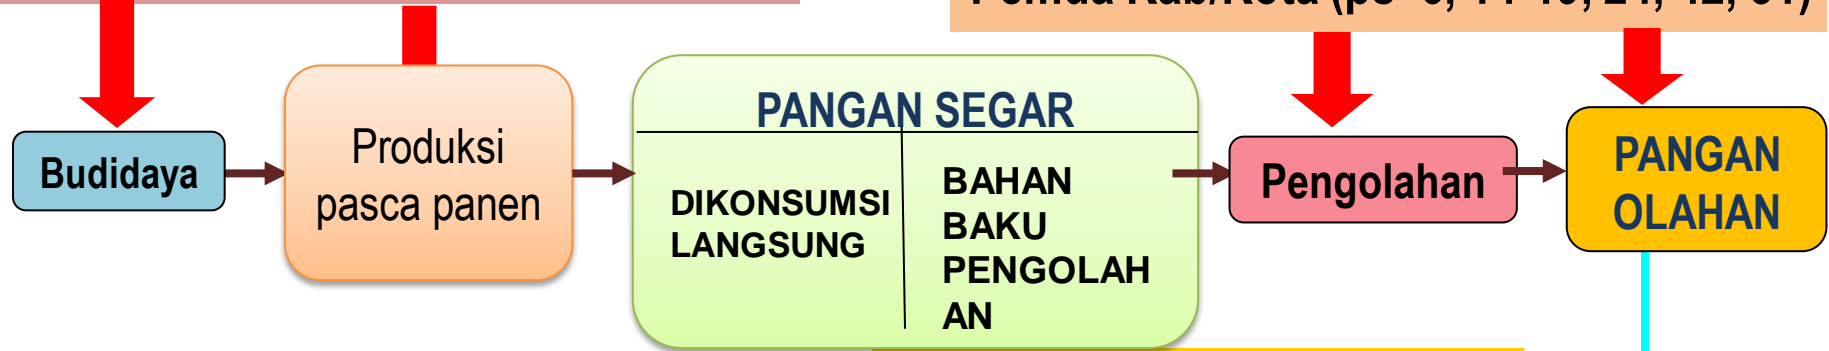 Budidaya
Produksi
pasca panen
PANGAN SEGAR
DIKONSUMSI
LANGSUNG
BAHAN
BAKU
PENGOLAH
AN
Pengolahan
PANGAN
OLAHAN